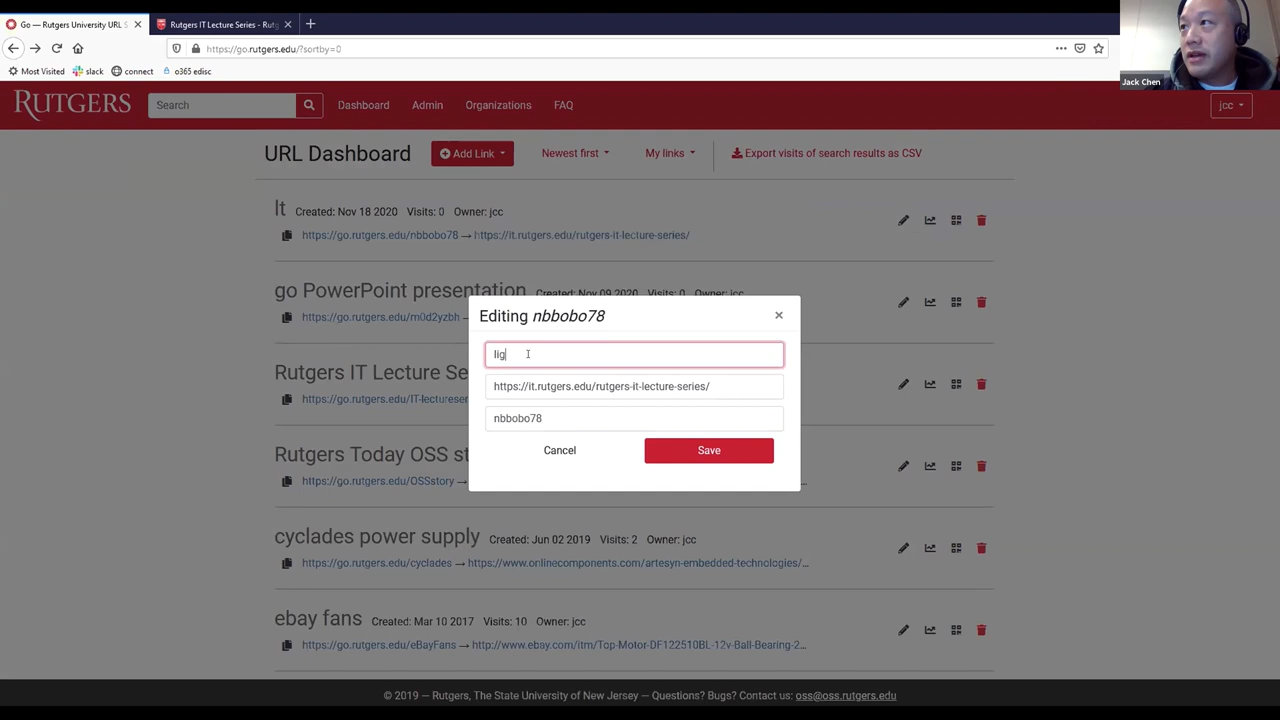 Go — Rutgers University URL S
Rutgers IT Lecture Series - Rutg
https://go.rutgers.edu/?sortby=0
Most Visited slack connect o365 edisc
Jack Chen
RUTGERS Search Dashboard Admin Organizations FAQ jcc
URL Dashboard Add Link Newest first My links Export visits of search results as CSV
lt Created: Nov 18 2020 Visits: 0 Owner: jcc
https://go.rutgers.edu/nbbobo78 → https://it.rutgers.edu/rutgers-it-lecture-series/
go PowerPoint presentation Created: Nov 09 2020 Visits: 0 Owner: jcc
https://go.rutgers.edu/m0d2yzbh →
Rutgers IT Lecture Se
https://go.rutgers.edu/IT-lectureser
Rutgers Today OSS st
https://go.rutgers.edu/OSSstory → ...
cyclades power supply Created: Jun 02 2019 Visits: 2 Owner: jcc
https://go.rutgers.edu/cyclades → https://www.onlinecomponents.com/artesyn-embedded-technologies/...
ebay fans Created: Mar 10 2017 Visits: 10 Owner: jcc
https://go.rutgers.edu/eBayFans → http://www.ebay.com/itm/Top-Motor-DF122510BL-12v-Ball-Bearing-2...
Editing nbbobo78 ×
lig
https://it.rutgers.edu/rutgers-it-lecture-series/
nbbobo78
Cancel Save
© 2019 — Rutgers, The State University of New Jersey — Questions? Bugs? Contact us: oss@oss.rutgers.edu